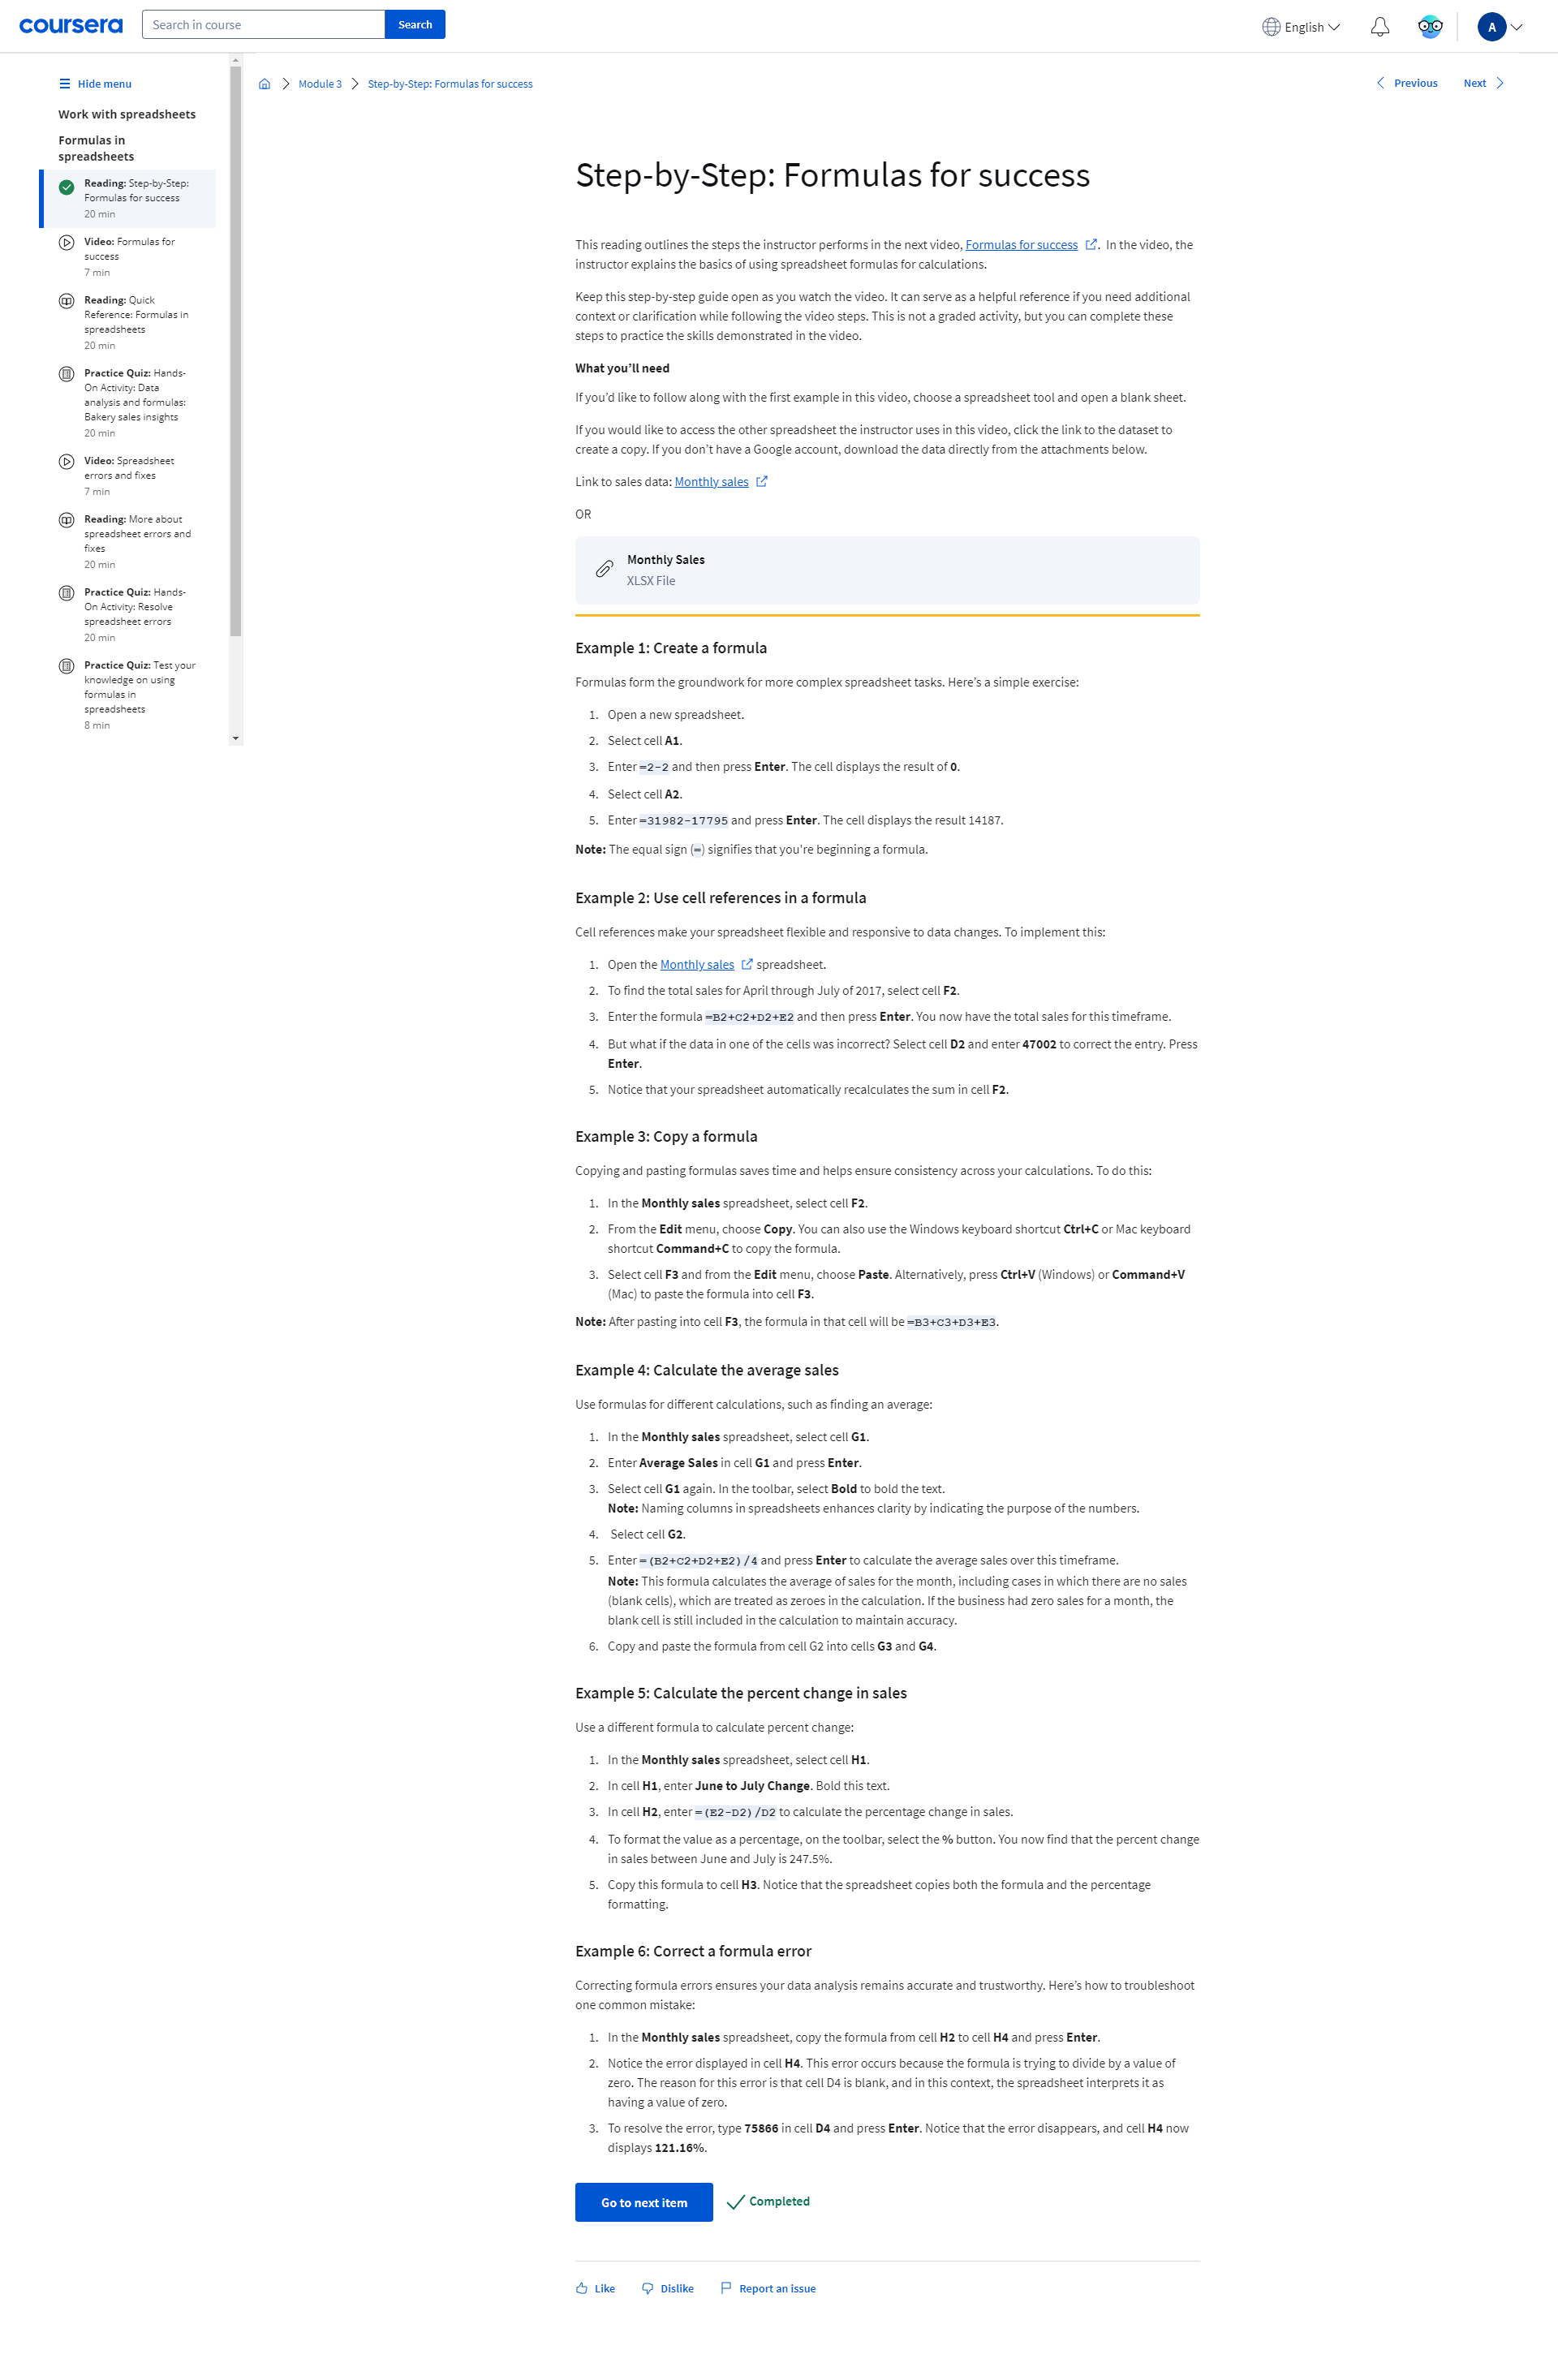 coursera
Search in course
Search
English
A
Hide menu
Work with spreadsheets
Formulas in
spreadsheets
Reading: Step-by-Step:
Formulas for success
20 min
Video: Formulas for
success
7 min
Reading: Quick
Reference: Formulas in
spreadsheets
20 min
Practice Quiz: Hands-
On Activity: Data
analysis and formulas:
Bakery sales insights
20 min
Video: Spreadsheet
errors and fixes
7 min
Reading: More about
spreadsheet errors and
fixes
20 min
Practice Quiz: Hands-
On Activity: Resolve
spreadsheet errors
20 min
Practice Quiz: Test your
knowledge on using
formulas in
spreadsheets
8 min
Module 3
Step-by-Step: Formulas for success
Previous
Next
Step-by-Step: Formulas for success
This reading outlines the steps the instructor performs in the next video, Formulas for success. In the video, the
instructor explains the basics of using spreadsheet formulas for calculations.
Keep this step-by-step guide open as you watch the video. It can serve as a helpful reference if you need additional
context or clarification while following the video steps. This is not a graded activity, but you can complete these
steps to practice the skills demonstrated in the video.
What you’ll need
If you’d like to follow along with the first example in this video, choose a spreadsheet tool and open a blank sheet.
If you would like to access the other spreadsheet the instructor uses in this video, click the link to the dataset to
create a copy. If you don’t have a Google account, download the data directly from the attachments below.
Link to sales data: Monthly sales
OR
Monthly Sales
XLSX File
Example 1: Create a formula
Formulas form the groundwork for more complex spreadsheet tasks. Here’s a simple exercise:
1. Open a new spreadsheet.
2. Select cell A1.
3. Enter =2-2 and then press Enter. The cell displays the result of 0.
4. Select cell A2.
5. Enter =31982-17795 and press Enter. The cell displays the result 14187.
Note: The equal sign (=) signifies that you're beginning a formula.
Example 2: Use cell references in a formula
Cell references make your spreadsheet flexible and responsive to data changes. To implement this:
1. Open the Monthly sales spreadsheet.
2. To find the total sales for April through July of 2017, select cell F2.
3. Enter the formula =B2+C2+D2+E2 and then press Enter. You now have the total sales for this timeframe.
4. But what if the data in one of the cells was incorrect? Select cell D2 and enter 47002 to correct the entry. Press
Enter.
5. Notice that your spreadsheet automatically recalculates the sum in cell F2.
Example 3: Copy a formula
Copying and pasting formulas saves time and helps ensure consistency across your calculations. To do this:
1. In the Monthly sales spreadsheet, select cell F2.
2. From the Edit menu, choose Copy. You can also use the Windows keyboard shortcut Ctrl+C or Mac keyboard
shortcut Command+C to copy the formula.
3. Select cell F3 and from the Edit menu, choose Paste. Alternatively, press Ctrl+V (Windows) or Command+V
(Mac) to paste the formula into cell F3.
Note: After pasting into cell F3, the formula in that cell will be =B3+C3+D3+E3.
Example 4: Calculate the average sales
Use formulas for different calculations, such as finding an average:
1. In the Monthly sales spreadsheet, select cell G1.
2. Enter Average Sales in cell G1 and press Enter.
3. Select cell G1 again. In the toolbar, select Bold to bold the text.
Note: Naming columns in spreadsheets enhances clarity by indicating the purpose of the numbers.
4. Select cell G2.
5. Enter =(B2+C2+D2+E2)/4 and press Enter to calculate the average sales over this timeframe.
Note: This formula calculates the average of sales for the month, including cases in which there are no sales
(blank cells), which are treated as zeroes in the calculation. If the business had zero sales for a month, the
blank cell is still included in the calculation to maintain accuracy.
6. Copy and paste the formula from cell G2 into cells G3 and G4.
Example 5: Calculate the percent change in sales
Use a different formula to calculate percent change:
1. In the Monthly sales spreadsheet, select cell H1.
2. In cell H1, enter June to July Change. Bold this text.
3. In cell H2, enter =(E2-D2)/D2 to calculate the percentage change in sales.
4. To format the value as a percentage, on the toolbar, select the % button. You now find that the percent change
in sales between June and July is 247.5%.
5. Copy this formula to cell H3. Notice that the spreadsheet copies both the formula and the percentage
formatting.
Example 6: Correct a formula error
Correcting formula errors ensures your data analysis remains accurate and trustworthy. Here’s how to troubleshoot
one common mistake:
1. In the Monthly sales spreadsheet, copy the formula from cell H2 to cell H4 and press Enter.
2. Notice the error displayed in cell H4. This error occurs because the formula is trying to divide by a value of
zero. The reason for this error is that cell D4 is blank, and in this context, the spreadsheet interprets it as
having a value of zero.
3. To resolve the error, type 75866 in cell D4 and press Enter. Notice that the error disappears, and cell H4 now
displays 121.16%.
Go to next item
Completed
Like
Dislike
Report an issue